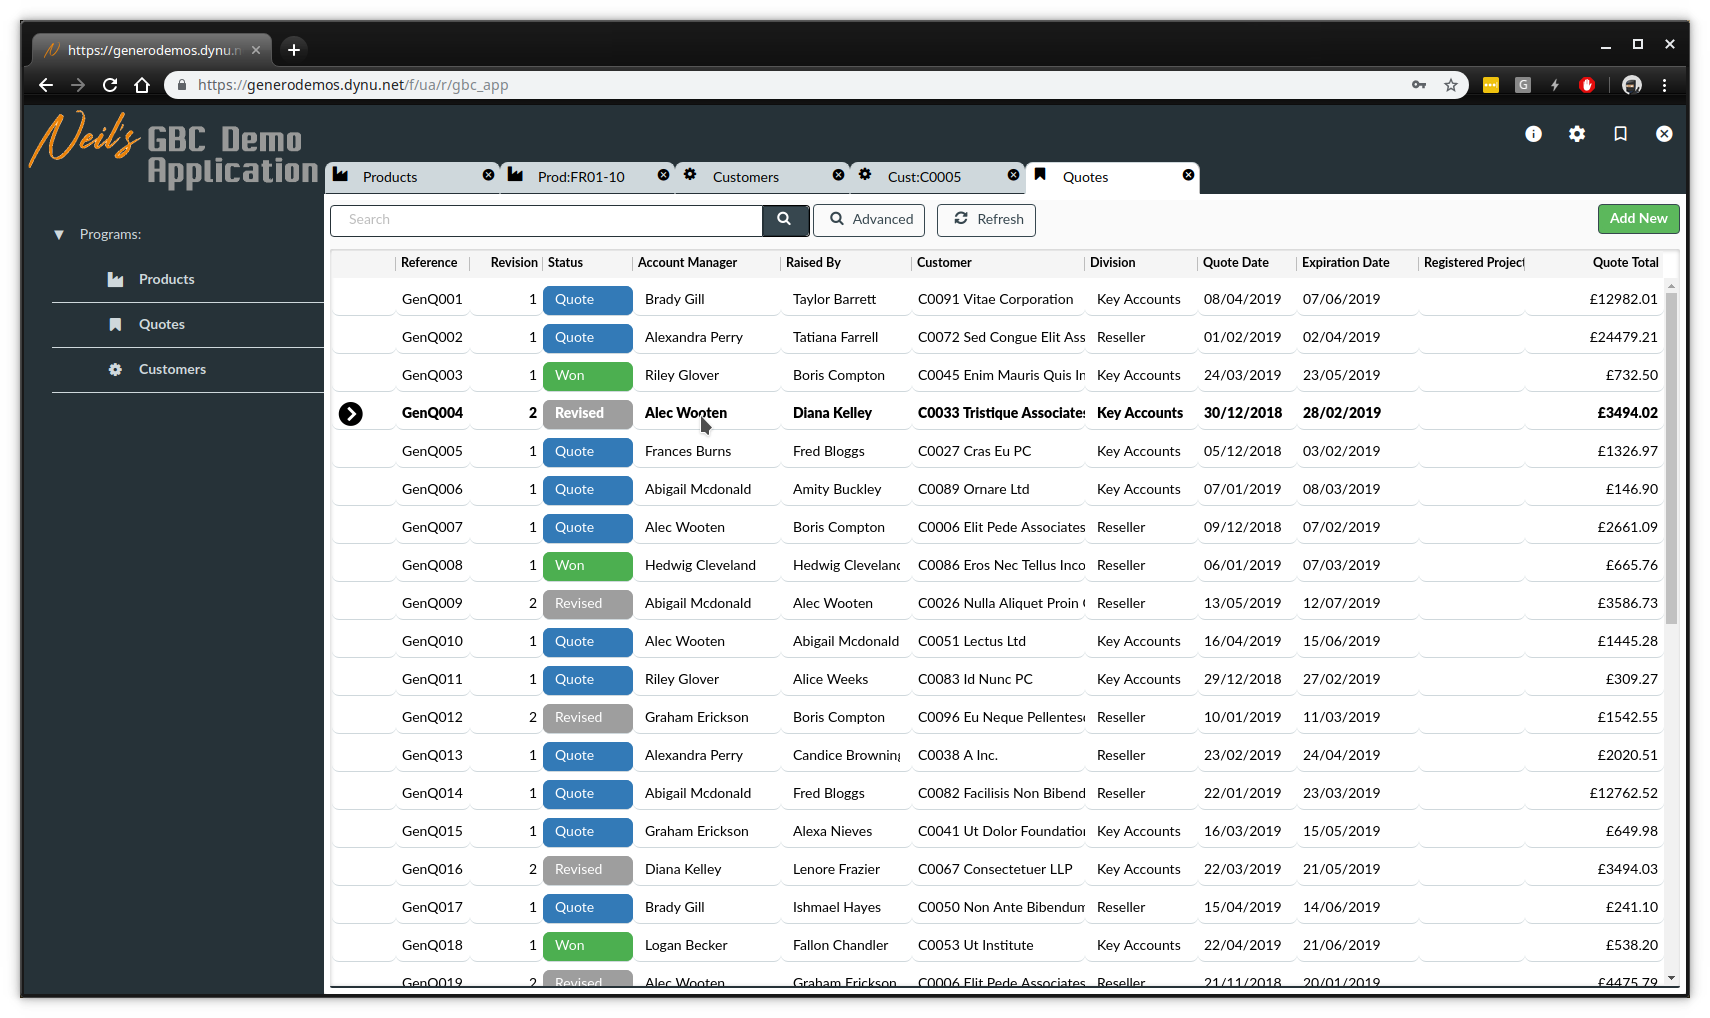 https://generodemos.dynu.n
https://generodemos.dynu.net/f/ua/r/gbc_app
Neil's GBC Demo Application
Products Prod:FR01-10 Customers Cust:C0005 Quotes
Search Advanced Refresh Add New
Programs:
Products
Quotes
Customers
Reference Revision Status Account Manager Raised By Customer Division Quote Date Expiration Date Registered Project Quote Total
GenQ001 1 Quote Brady Gill Taylor Barrett C0091 Vitae Corporation Key Accounts 08/04/2019 07/06/2019 £12982.01
GenQ002 1 Quote Alexandra Perry Tatiana Farrell C0072 Sed Congue Elit Ass Reseller 01/02/2019 02/04/2019 £24479.21
GenQ003 1 Won Riley Glover Boris Compton C0045 Enim Mauris Quis In Key Accounts 24/03/2019 23/05/2019 £732.50
GenQ004 2 Revised Alec Wooten Diana Kelley C0033 Tristique Associates Key Accounts 30/12/2018 28/02/2019 £3494.02
GenQ005 1 Quote Frances Burns Fred Bloggs C0027 Cras Eu PC Key Accounts 05/12/2018 03/02/2019 £1326.97
GenQ006 1 Quote Abigail Mcdonald Amity Buckley C0089 Ornare Ltd Key Accounts 07/01/2019 08/03/2019 £146.90
GenQ007 1 Quote Alec Wooten Boris Compton C0006 Elit Pede Associates Reseller 09/12/2018 07/02/2019 £2661.09
GenQ008 1 Won Hedwig Cleveland Hedwig Cleveland C0086 Eros Nec Tellus Inco Reseller 06/01/2019 07/03/2019 £665.76
GenQ009 2 Revised Abigail Mcdonald Alec Wooten C0026 Nulla Aliquet Proin Reseller 13/05/2019 12/07/2019 £3586.73
GenQ010 1 Quote Alec Wooten Abigail Mcdonald C0051 Lectus Ltd Key Accounts 16/04/2019 15/06/2019 £1445.28
GenQ011 1 Quote Riley Glover Alice Weeks C0083 Id Nunc PC Key Accounts 29/12/2018 27/02/2019 £309.27
GenQ012 2 Revised Graham Erickson Boris Compton C0096 Eu Neque Pellentesc Reseller 10/01/2019 11/03/2019 £1542.55
GenQ013 1 Quote Alexandra Perry Candice Browning C0038 A Inc. Reseller 23/02/2019 24/04/2019 £2020.51
GenQ014 1 Quote Abigail Mcdonald Fred Bloggs C0082 Facilisis Non Bibend Reseller 22/01/2019 23/03/2019 £12762.52
GenQ015 1 Quote Graham Erickson Alexa Nieves C0041 Ut Dolor Foundation Key Accounts 16/03/2019 15/05/2019 £649.98
GenQ016 2 Revised Diana Kelley Lenore Frazier C0067 Consectetuer LLP Key Accounts 22/03/2019 21/05/2019 £3494.03
GenQ017 1 Quote Brady Gill Ishmael Hayes C0050 Non Ante Bibendum Reseller 15/04/2019 14/06/2019 £241.10
GenQ018 1 Won Logan Becker Fallon Chandler C0053 Ut Institute Key Accounts 22/04/2019 21/06/2019 £538.20
GenQ019 2 Revised Alec Wooten Graham Erickson C0006 Elit Pede Associates Reseller 21/11/2018 20/01/2019 £4475.79